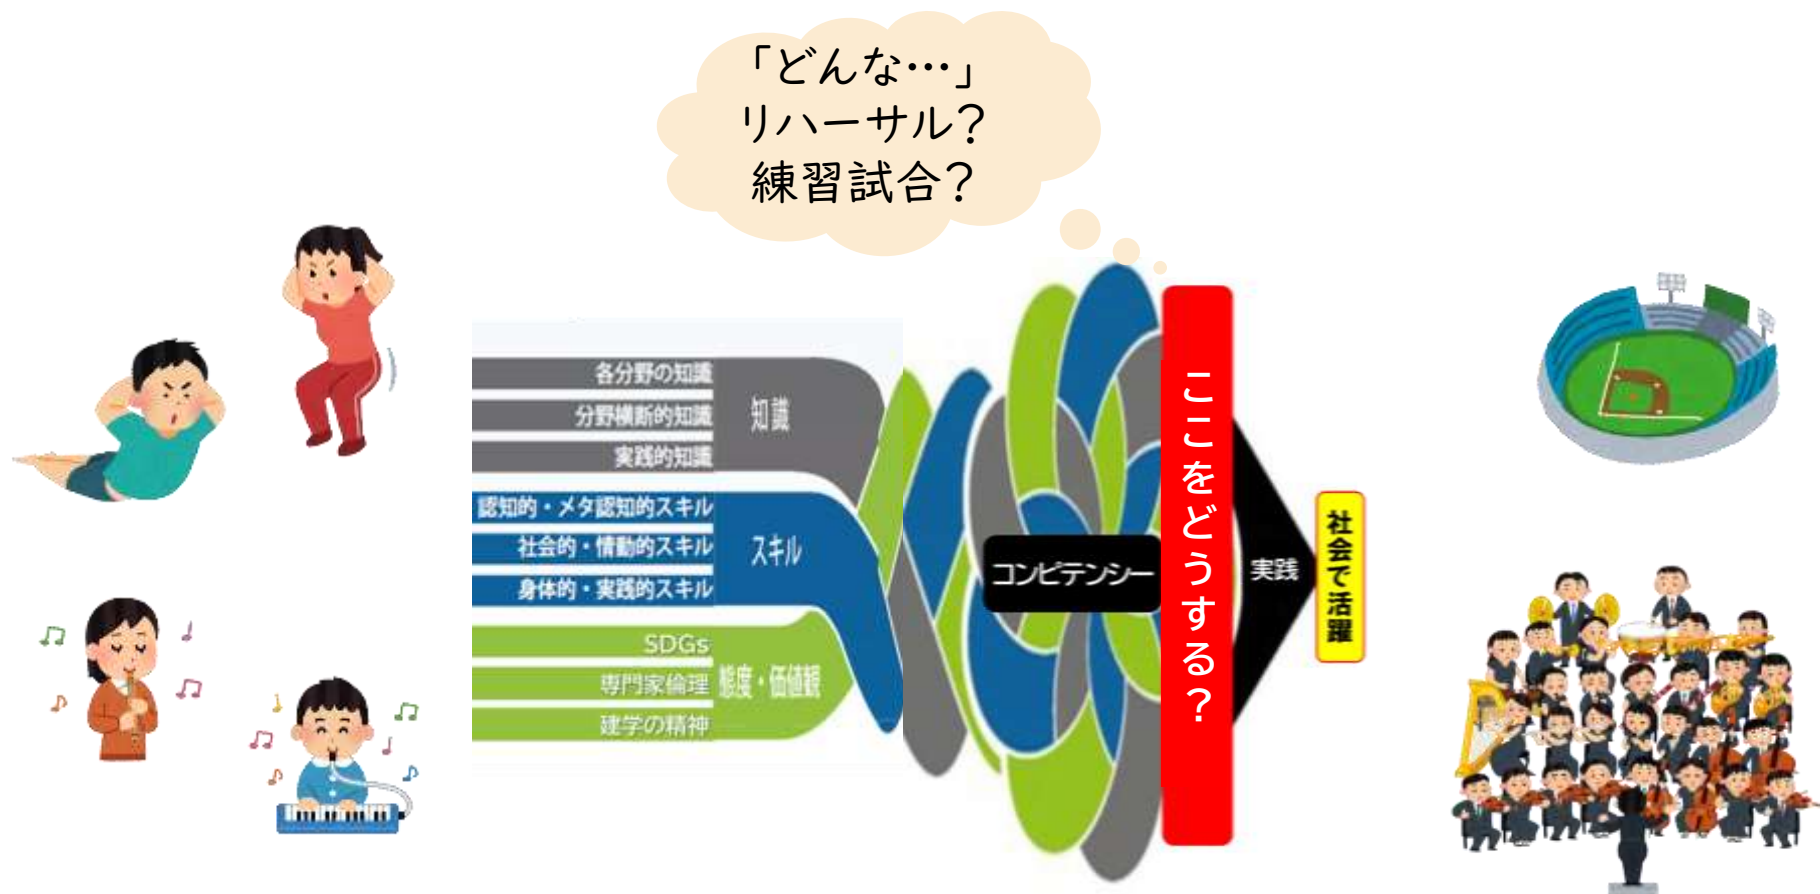 「どんな…」
リハーサル？
練習試合？
各分野の知識
分野横断的知識
実践的知識
知識
認知的・メタ認知的スキル
社会的・情動的スキル
身体的・実践的スキル
スキル
SDGs
専門家倫理
建学の精神
態度・価値観
コンピテンシー
ここをどうする？
実践
社会で活躍